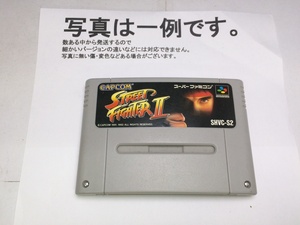 写真は一例です。
数ある中から発送するので
細かいバージョンの違いなどには対応できません。
写真に無い傷・変色などある場合がございます。
CAPCOM
スーパーファミコン
STREET
FIGHTER II
SHVC-S2